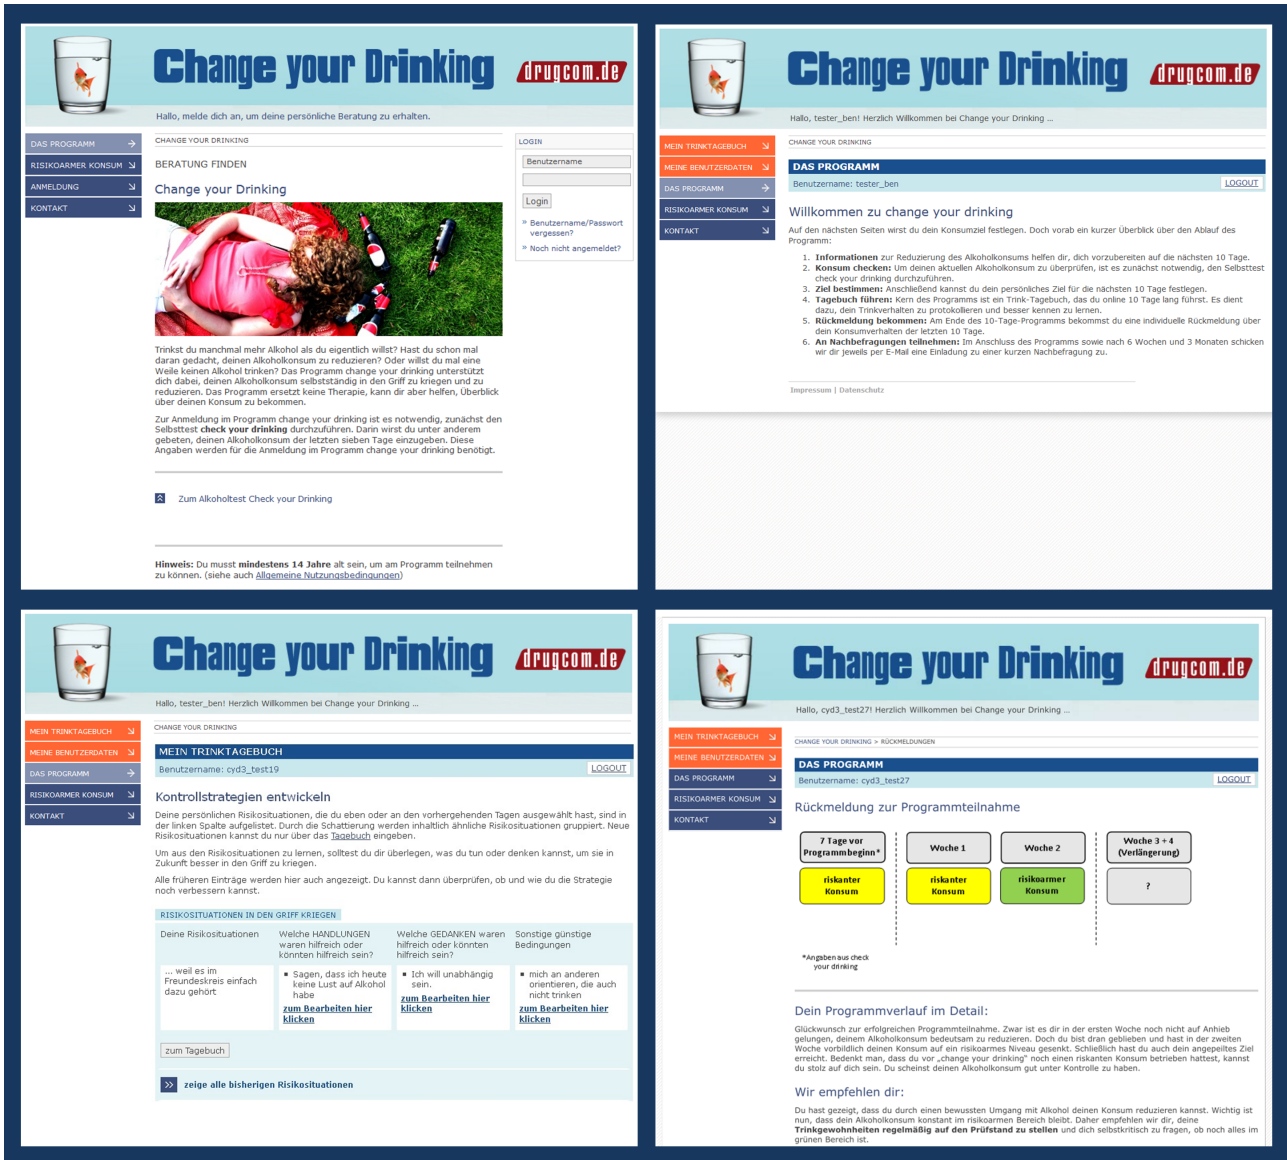 Change your Drinking
drugcom.de
Hallo, melde dich an, um deine persönliche Beratung zu erhalten.
DAS PROGRAMM
RISIKOARMER KONSUM
ANMELDUNG
KONTAKT
CHANGE YOUR DRINKING
BERATUNG FINDEN
Change your Drinking
Trinkst du manchmal mehr Alkohol als du eigentlich willst? Hast du schon mal
daran gedacht, deinen Alkoholkonsum zu reduzieren? Oder willst du mal eine
Weile keinen Alkohol trinken? Das Programm change your drinking unterstützt
dich dabei, deinen Alkoholkonsum selbstständig in den Griff zu kriegen und zu
reduzieren. Das Programm ersetzt keine Therapie, kann dir aber helfen, Überblick
über deinen Konsum zu bekommen.
Zur Anmeldung im Programm change your drinking ist es notwendig, zunächst den
Selbsttest check your drinking durchzuführen. Darin wirst du unter anderem
gebeten, deinen Alkoholkonsum der letzten sieben Tage einzugeben. Diese
Angaben werden für die Anmeldung im Programm change your drinking benötigt.
Zum Alkoholtest Check your Drinking
Hinweis: Du musst mindestens 14 Jahre alt sein, um am Programm teilnehmen
zu können. (siehe auch Allgemeine Nutzungsbedingungen)
LOGIN
Benutzername
Login
» Benutzername/Passwort
vergessen?
» Noch nicht angemeldet?
Change your Drinking
drugcom.de
Hallo, tester_ben! Herzlich Willkommen bei Change your Drinking ...
MEIN TRINKTAGEBUCH
MEINE BENUTZERDATEN
DAS PROGRAMM
RISIKOARMER KONSUM
KONTAKT
CHANGE YOUR DRINKING
DAS PROGRAMM
Benutzername: tester_ben
LOGOUT
Willkommen zu change your drinking
Auf den nächsten Seiten wirst du dein Konsumziel festlegen. Doch vorab ein kurzer Überblick über den Ablauf des
Programm:
1. Informationen zur Reduzierung des Alkoholkonsums helfen dir, dich vorzubereiten auf die nächsten 10 Tage.
2. Konsum checken: Um deinen aktuellen Alkoholkonsum zu überprüfen, ist es zunächst notwendig, den Selbsttest
check your drinking durchzuführen.
3. Ziel bestimmen: Anschließend kannst du dein persönliches Ziel für die nächsten 10 Tage festlegen.
4. Tagebuch führen: Kern des Programms ist ein Trink-Tagebuch, das du online 10 Tage lang führst. Es dient
dazu, dein Trinkverhalten zu protokollieren und besser kennen zu lernen.
5. Rückmeldung bekommen: Am Ende des 10-Tage-Programms bekommst du eine individuelle Rückmeldung über
dein Konsumverhalten der letzten 10 Tage.
6. An Nachbefragungen teilnehmen: Im Anschluss des Programms sowie nach 6 Wochen und 3 Monaten schicken
wir dir jeweils per E-Mail eine Einladung zu einer kurzen Nachbefragung zu.
Impressum | Datenschutz
Change your Drinking
drugcom.de
Hallo, tester_ben! Herzlich Willkommen bei Change your Drinking ...
MEIN TRINKTAGEBUCH
MEINE BENUTZERDATEN
DAS PROGRAMM
RISIKOARMER KONSUM
KONTAKT
CHANGE YOUR DRINKING
MEIN TRINKTAGEBUCH
Benutzername: cyd3_test19
LOGOUT
Kontrollstrategien entwickeln
Deine persönlichen Risikosituationen, die du eben oder an den vorhergehenden Tagen ausgewählt hast, sind in
der linken Spalte aufgelistet. Durch die Schattierung werden inhaltlich ähnliche Risikosituationen gruppiert. Neue
Risikosituationen kannst du nur über das Tagebuch eingeben.
Um aus den Risikosituationen zu lernen, solltest du dir überlegen, was du tun oder denken kannst, um sie in
Zukunft besser in den Griff zu kriegen.
Alle früheren Einträge werden hier auch angezeigt. Du kannst dann überprüfen, ob und wie du die Strategie
noch verbessern kannst.
RISIKOSITUATIONEN IN DEN GRIFF KRIEGEN
Deine Risikosituationen
Welche HANDLUNGEN
waren hilfreich oder
könnten hilfreich sein?
Welche GEDANKEN waren
hilfreich oder könnten
hilfreich sein?
Sonstige günstige
Bedingungen
... weil es im
Freundeskreis einfach
dazu gehört
▪ Sagen, dass ich heute
keine Lust auf Alkohol
habe
zum Bearbeiten hier
klicken
▪ Ich will unabhängig
sein.
zum Bearbeiten hier
klicken
▪ mich an anderen
orientieren, die auch
nicht trinken
zum Bearbeiten hier
klicken
zum Tagebuch
zeige alle bisherigen Risikosituationen
Change your Drinking
drugcom.de
Hallo, cyd3_test27! Herzlich Willkommen bei Change your Drinking ...
MEIN TRINKTAGEBUCH
MEINE BENUTZERDATEN
DAS PROGRAMM
RISIKOARMER KONSUM
KONTAKT
CHANGE YOUR DRINKING > RÜCKMELDUNGEN
DAS PROGRAMM
Benutzername: cyd3_test27
LOGOUT
Rückmeldung zur Programmteilnahme
7 Tage vor
Programmbeginn*
Woche 1
Woche 2
Woche 3 + 4
(Verlängerung)
riskanter
Konsum
riskanter
Konsum
risikoarmer
Konsum
?
*Angaben aus check
your drinking
Dein Programmverlauf im Detail:
Glückwunsch zur erfolgreichen Programmteilnahme. Zwar ist es dir in der ersten Woche noch nicht auf Anhieb
gelungen, deinem Alkoholkonsum bedeutsam zu reduzieren. Doch du bist dran geblieben und hast in der zweiten
Woche vorbildlich deinen Konsum auf ein risikoarmes Niveau gesenkt. Schließlich hast du auch dein angepeiltes Ziel
erreicht. Bedenkt man, dass du vor „change your drinking“ noch einen riskanten Konsum betrieben hattest, kannst
du stolz auf dich sein. Du scheinst deinen Alkoholkonsum gut unter Kontrolle zu haben.
Wir empfehlen dir:
Du hast gezeigt, dass du durch einen bewussten Umgang mit Alkohol deinen Konsum reduzieren kannst. Wichtig ist
nun, dass dein Alkoholkonsum konstant im risikoarmen Bereich bleibt. Daher empfehlen wir dir, deine
Trinkgewohnheiten regelmäßig auf den Prüfstand zu stellen und dich selbstkritisch zu fragen, ob noch alles im
grünen Bereich ist.